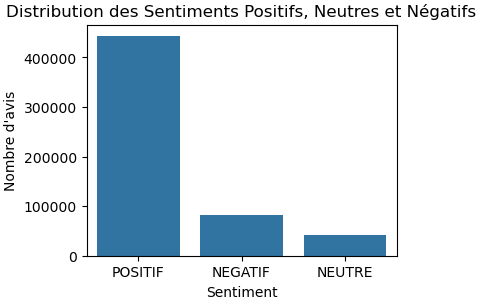 Distribution des Sentiments Positifs, Neutres et Négatifs
400000
300000
200000
100000
0
Nombre d'avis
POSITIF NEGATIF NEUTRE
Sentiment